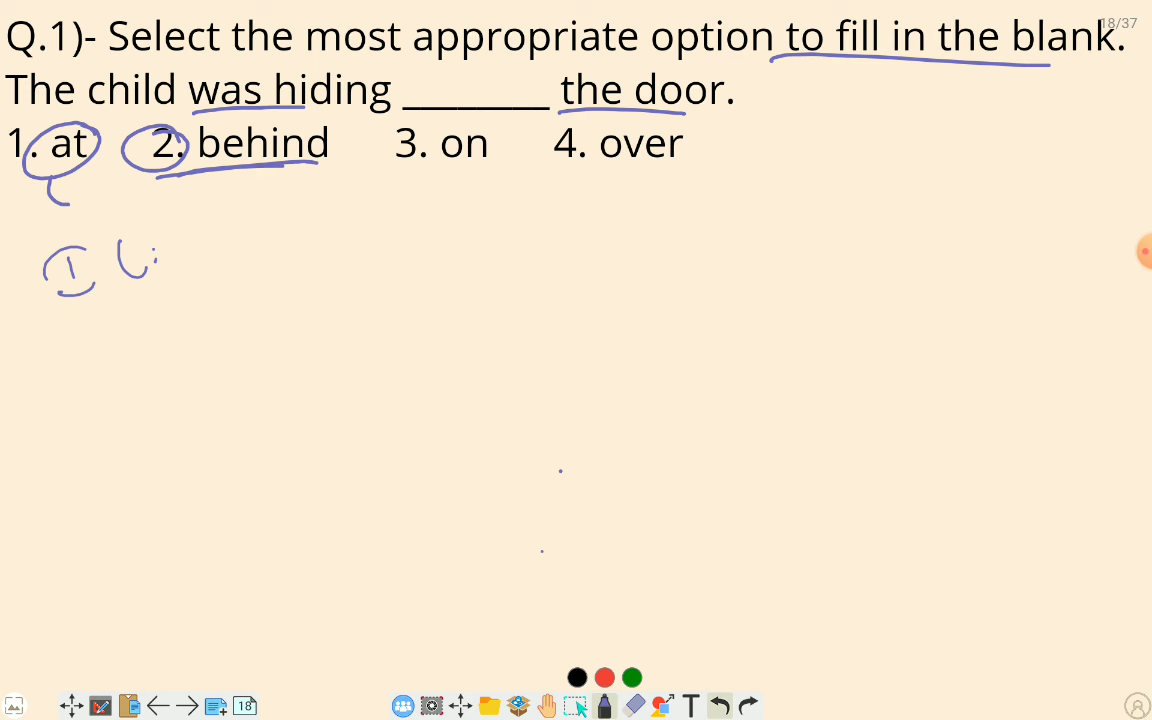 18/37
Q.1)- Select the most appropriate option to fill in the blank.
The child was hiding ________ the door.
1. at 2. behind 3. on 4. over
I
18